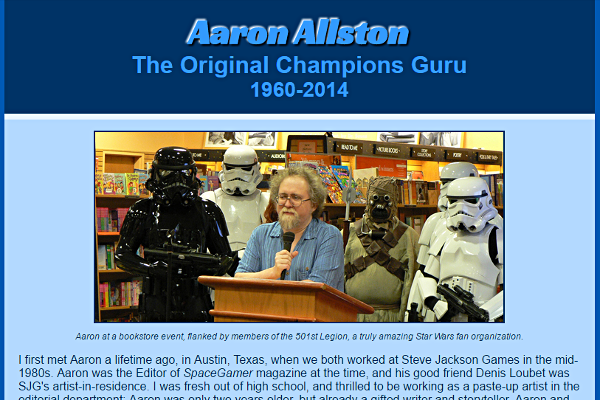 Aaron Allston
The Original Champions Guru
1960-2014
Aaron at a bookstore event, flanked by members of the 501st Legion, a truly amazing Star Wars fan organization.
I first met Aaron a lifetime ago, in Austin, Texas, when we both worked at Steve Jackson Games in the mid-
1980s. Aaron was the Editor of SpaceGamer magazine at the time, and his good friend Denis Loubet was
SJG's artist-in-residence. I was fresh out of high school, and thrilled to be working as a paste-up artist in the
editorial department; Aaron was only two years older, but already a gifted writer and storyteller. Aaron and